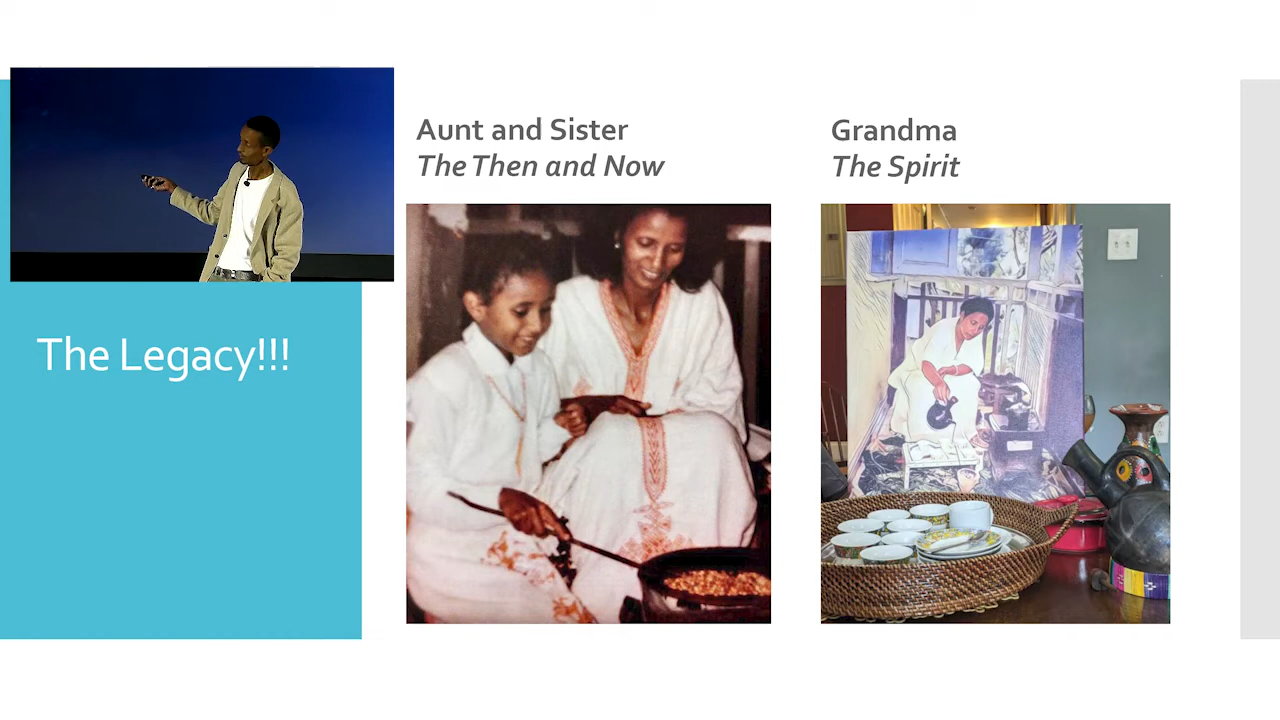 The Legacy!!!
Aunt and Sister
The Then and Now
Grandma
The Spirit